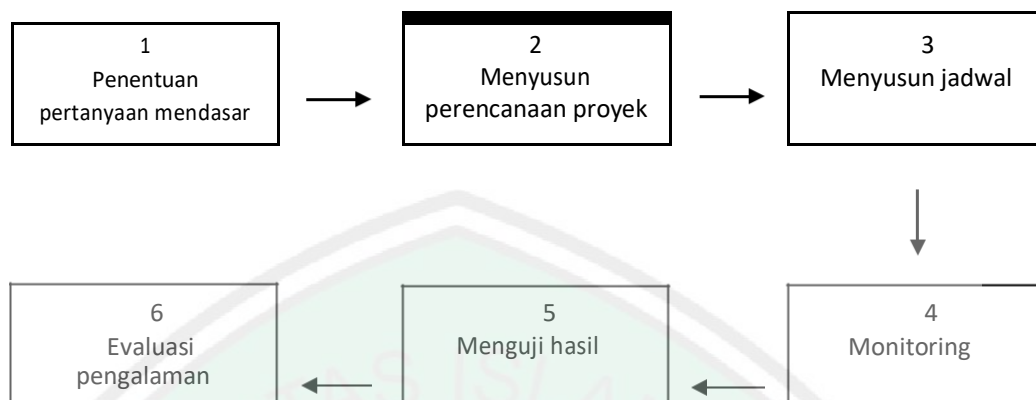 1
Penentuan
pertanyaan mendasar
2
Menyusun
perencanaan proyek
3
Menyusun jadwal
4
Monitoring
5
Menguji hasil
6
Evaluasi
pengalaman